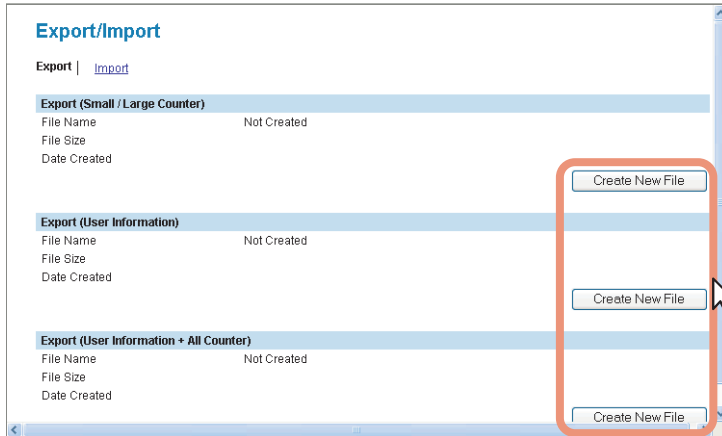 Export/Import
Export | Import
Export (Small / Large Counter)
File Name Not Created
File Size
Date Created
Create New File
Export (User Information)
File Name Not Created
File Size
Date Created
Create New File
Export (User Information + All Counter)
File Name Not Created
File Size
Date Created
Create New File